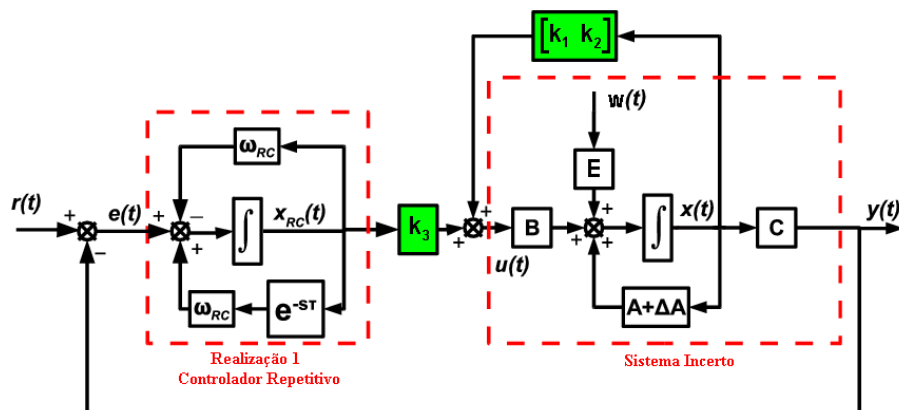 [k1 k2]
w(t)
ωRC
E
r(t)
+
e(t)
+
−
+
xRC(t)
k3
+
+
B
+
+
+
x(t)
C
y(t)
−
+
u(t)
ωRC
e^-sτ
A+ΔA
Realização 1
Controlador Repetitivo
Sistema Incerto